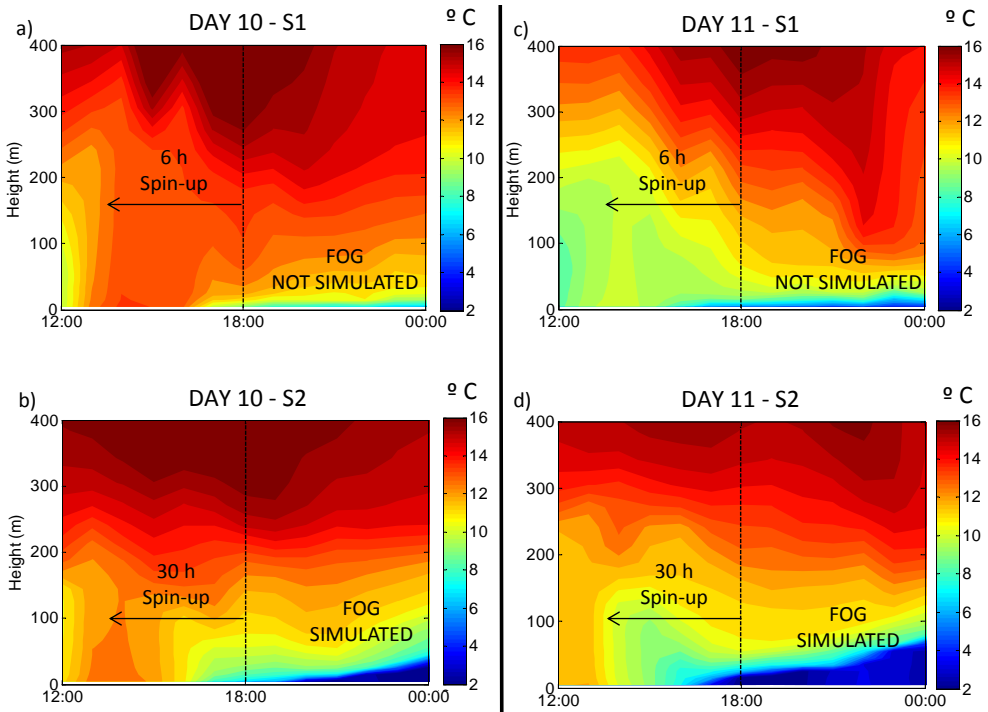 DAY 10 - S1
º C
a)
400
300
200
100
0
Height (m)
6 h
Spin-up
FOG
NOT SIMULATED
12:00
18:00
00:00
16
14
12
10
8
6
4
2
DAY 11 - S1
º C
c)
400
300
200
100
0
Height (m)
6 h
Spin-up
FOG
NOT SIMULATED
12:00
18:00
00:00
16
14
12
10
8
6
4
2
DAY 10 - S2
º C
b)
400
300
200
100
0
Height (m)
30 h
Spin-up
FOG
SIMULATED
12:00
18:00
00:00
16
14
12
10
8
6
4
2
DAY 11 - S2
º C
d)
400
300
200
100
0
Height (m)
30 h
Spin-up
FOG
SIMULATED
12:00
18:00
00:00
16
14
12
10
8
6
4
2